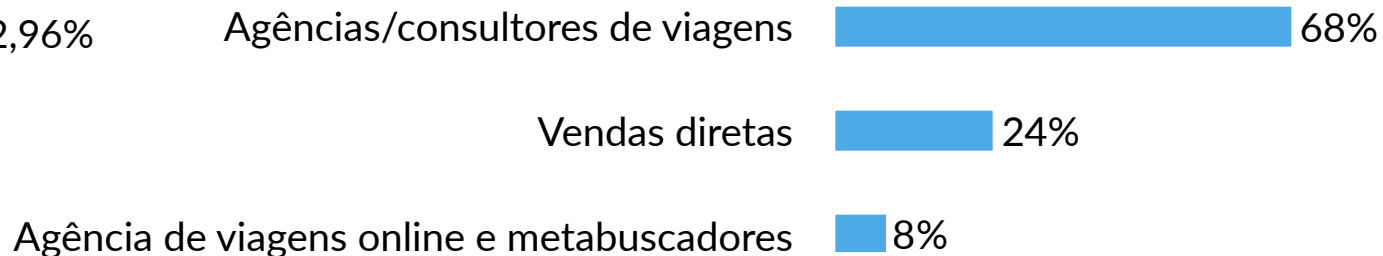 2,96%
Agências/consultores de viagens 68%
Vendas diretas 24%
Agência de viagens online e metabuscadores 8%